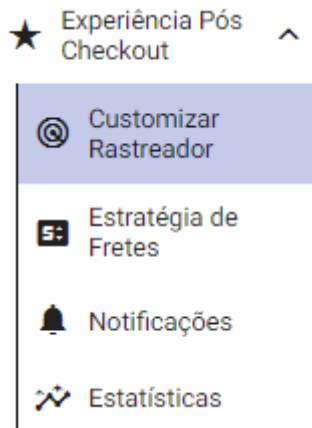 Experiência Pós
Checkout
Customizar
Rastreador
Estratégia de
Fretes
Notificações
Estatísticas